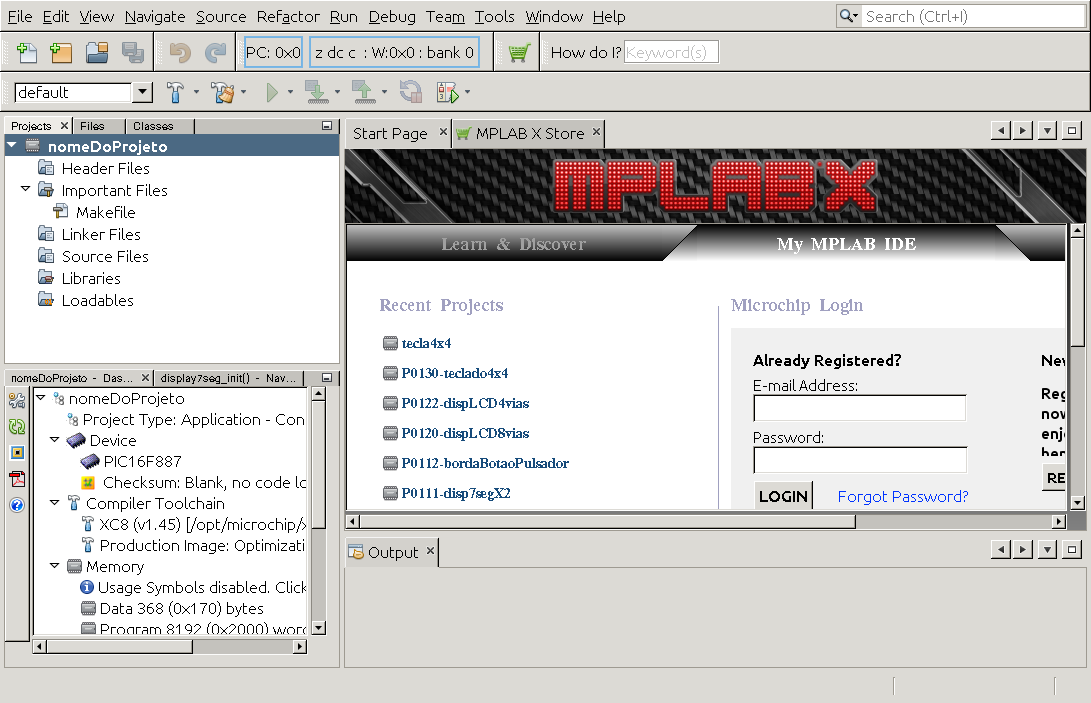 File Edit View Navigate Source Refactor Run Debug Team Tools Window Help
Search (Ctrl+I)
PC: 0x0
z dc c : W:0x0 : bank 0
How do I?
Keyword(s)
default
Projects
Files
Classes
nomeDoProjeto
Header Files
Important Files
Makefile
Linker Files
Source Files
Libraries
Loadables
nomeDoProjeto - Das...
display7seg_init() - Nav...
nomeDoProjeto
Project Type: Application - Con
Device
PIC16F887
Checksum: Blank, no code lo
Compiler Toolchain
XC8 (v1.45) [/opt/microchip/x
Production Image: Optimizati
Memory
Usage Symbols disabled. Click
Data 368 (0x170) bytes
Program 8192 (0x2000) word
Start Page
MPLAB X Store
MPLAB X
Learn & Discover
My MPLAB IDE
Recent Projects
tecla4x4
P0130-teclado4x4
P0122-dispLCD4vias
P0120-dispLCD8vias
P0112-bordaBotaoPulsador
P0111-disp7segX2
Microchip Login
Already Registered?
E-mail Address:
Password:
LOGIN
Forgot Password?
Nev
Reg
now
enj
RE
Output